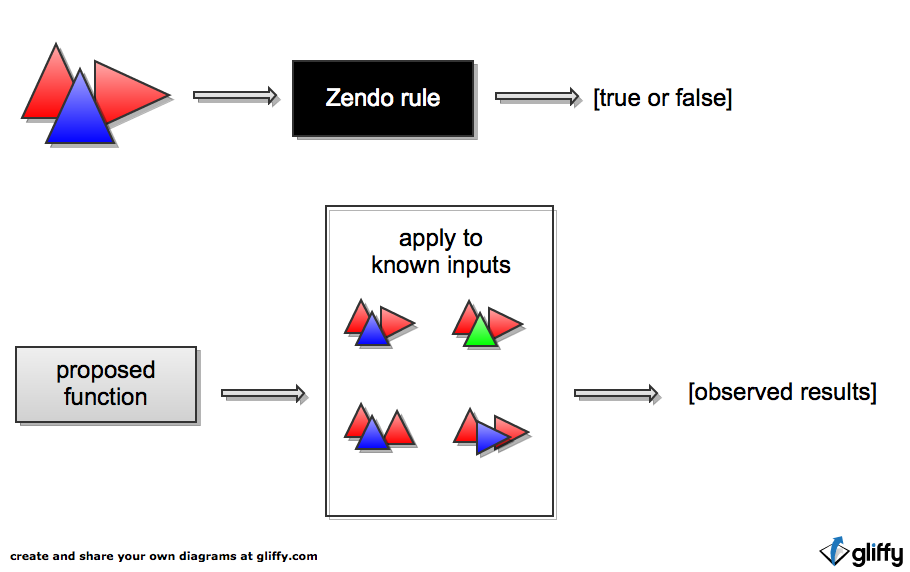 Zendo rule
[true or false]
apply to
known inputs
proposed
function
[observed results]
create and share your own diagrams at gliffy.com
gliffy